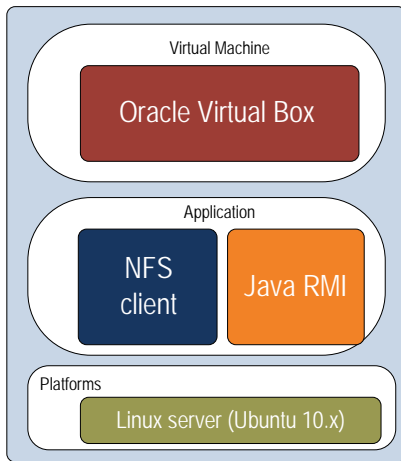 Virtual Machine
Oracle Virtual Box
Application
NFS
client
Java RMI
Platforms
Linux server (Ubuntu 10.x)